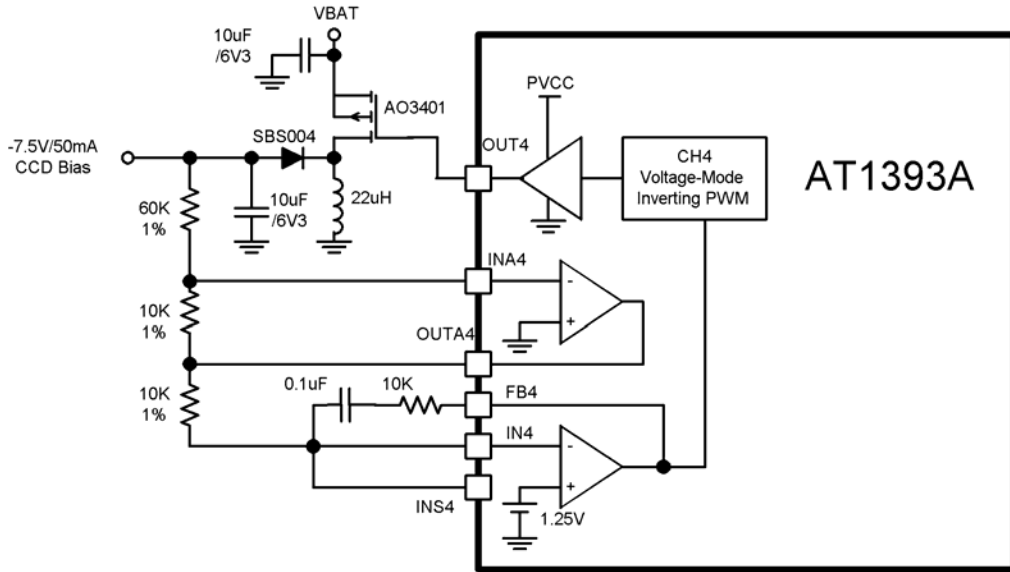 VBAT
10uF
/6V3
AO3401
PVCC
SBS004
-7.5V/50mA
CCD Bias
OUT4
CH4
Voltage-Mode
Inverting PWM
AT1393A
60K
1%
10uF
/6V3
22uH
INA4
-
+
10K
1%
OUTA4
10K
1%
0.1uF
10K
FB4
IN4
-
+
INS4
1.25V